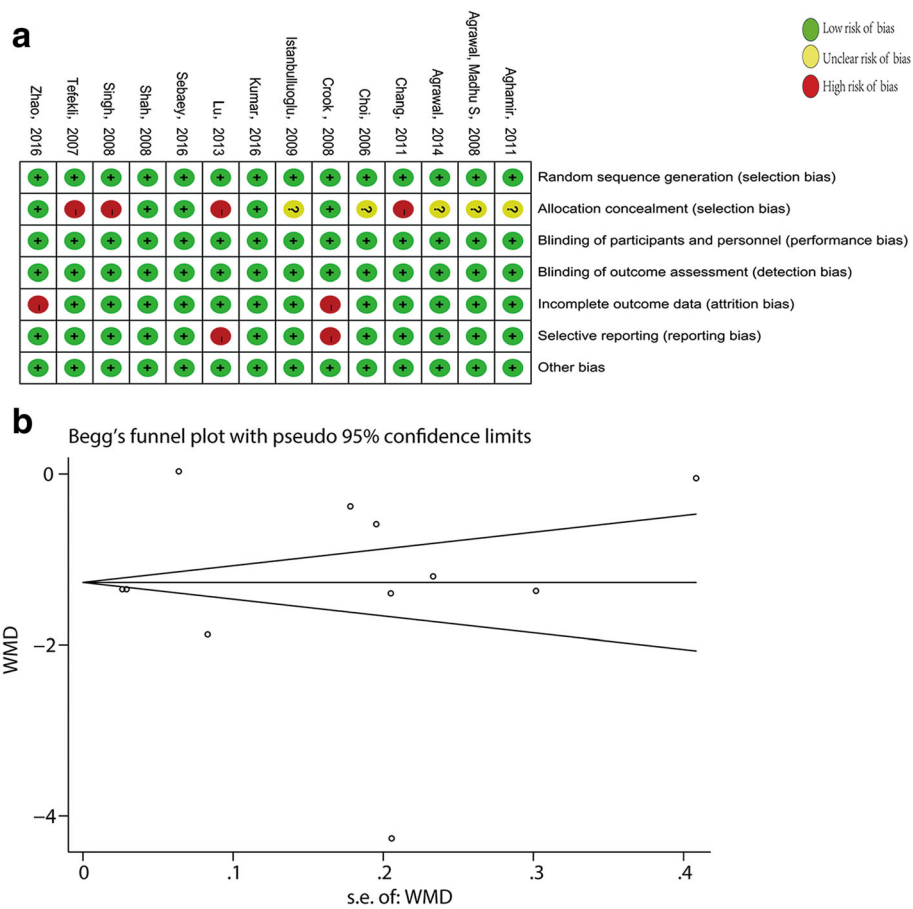 a
Low risk of bias
Unclear risk of bias
High risk of bias
Zhao, 2016
Tefekli, 2007
Singh, 2008
Shah, 2008
Sebaey, 2016
Lu, 2013
Kumar, 2016
Istanbulluoglu, 2009
Crook, 2008
Choi, 2006
Chang, 2011
Agrawal, 2014
Agrawal, Madhu S, 2008
Aghamir, 2011
+ + + + + + + + + + + + + + Random sequence generation (selection bias)
+ - - + + - + ? + ? - ? ? ? Allocation concealment (selection bias)
+ + + + + + + + + + + + + + Blinding of participants and personnel (performance bias)
+ + + + + + + + + + + + + + Blinding of outcome assessment (detection bias)
- + + + + + + + - + + + + + Incomplete outcome data (attrition bias)
+ + + + + - + + - + + + + + Selective reporting (reporting bias)
+ + + + + + + + + + + + + + Other bias
b
Begg's funnel plot with pseudo 95% confidence limits
WMD
0
−2
−4
0 .1 .2 .3 .4
s.e. of: WMD